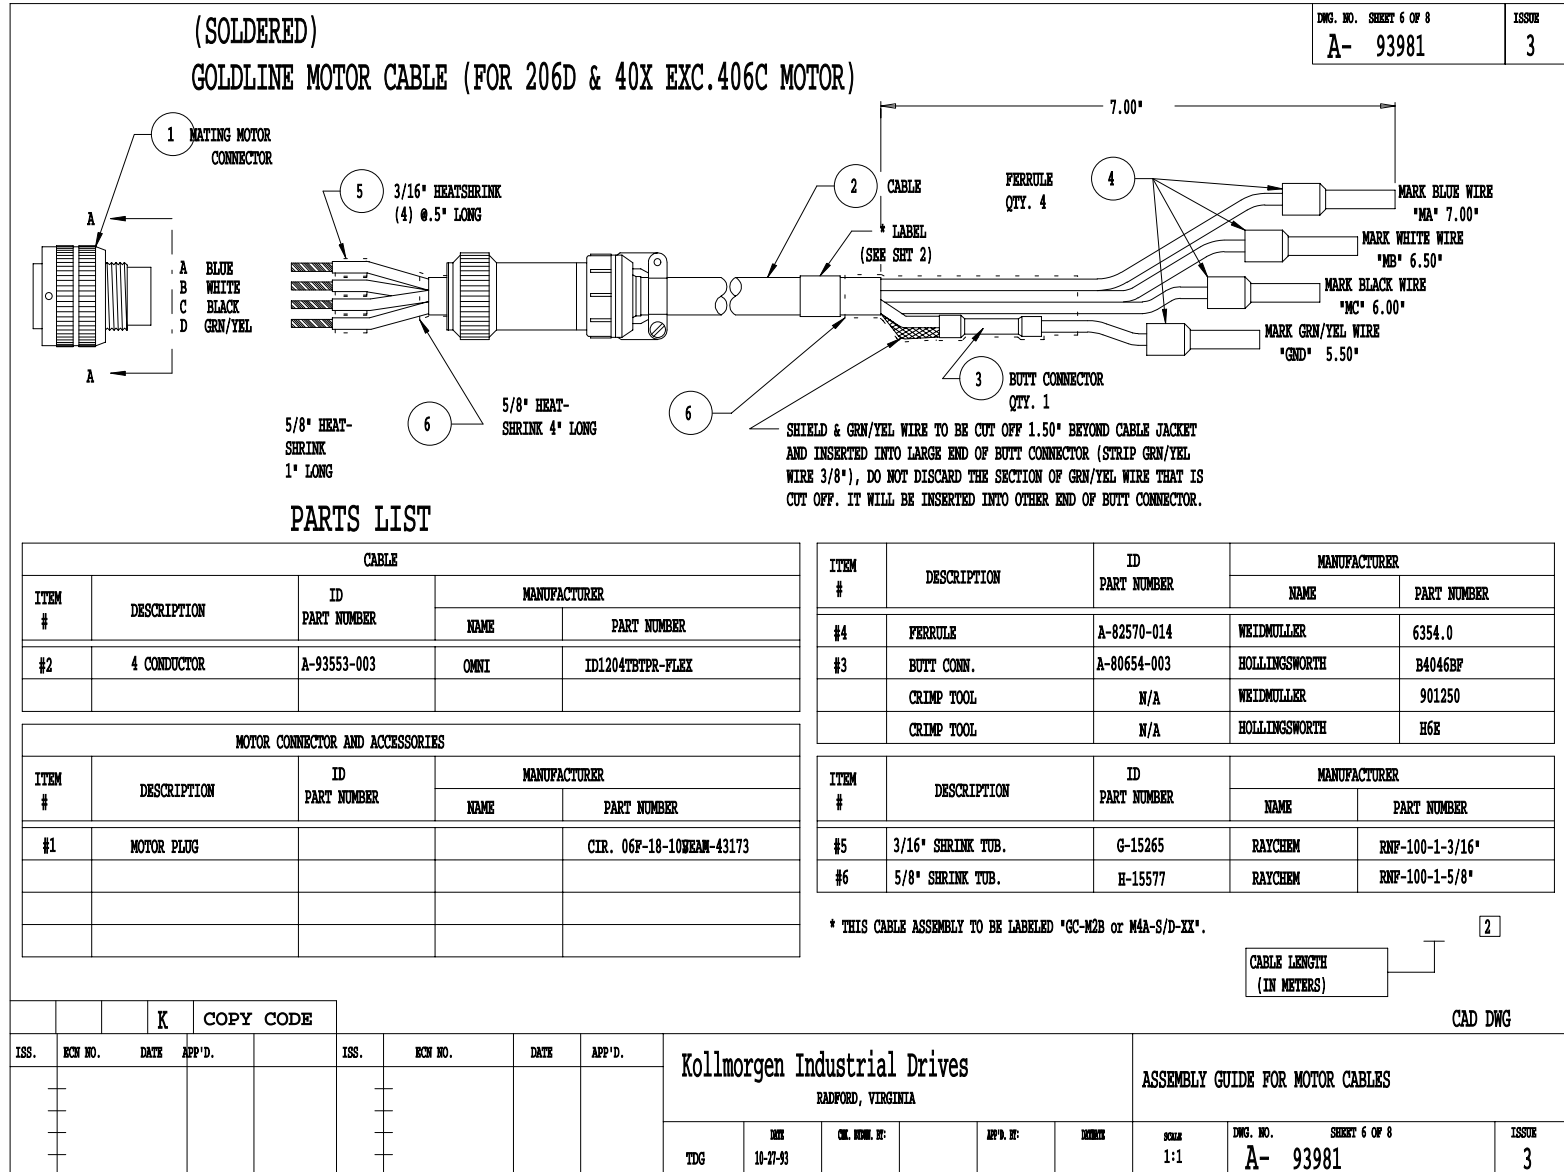 (SOLDERED)
GOLDLINE MOTOR CABLE (FOR 206D & 40X EXC.406C MOTOR)
DWG. NO. SHEET 6 OF 8
A- 93981
ISSUE
3
1
MATING MOTOR
CONNECTOR
5
3/16" HEATSHRINK
(4) @.5" LONG
2
CABLE
* LABEL
(SEE SHT 2)
7.00"
FERRULE
QTY. 4
4
MARK BLUE WIRE
"MA" 7.00"
MARK WHITE WIRE
"MB" 6.50"
MARK BLACK WIRE
"MC" 6.00"
MARK GRN/YEL WIRE
"GND" 5.50"
A
A BLUE
B WHITE
C BLACK
D GRN/YEL
A
3
BUTT CONNECTOR
QTY. 1
5/8" HEAT-
SHRINK
1" LONG
6
5/8" HEAT-
SHRINK 4" LONG
6
SHIELD & GRN/YEL WIRE TO BE CUT OFF 1.50" BEYOND CABLE JACKET
AND INSERTED INTO LARGE END OF BUTT CONNECTOR (STRIP GRN/YEL
WIRE 3/8"), DO NOT DISCARD THE SECTION OF GRN/YEL WIRE THAT IS
CUT OFF. IT WILL BE INSERTED INTO OTHER END OF BUTT CONNECTOR.
PARTS LIST
CABLE
ITEM # DESCRIPTION ID PART NUMBER MANUFACTURER
NAME PART NUMBER
#2 4 CONDUCTOR A-93553-003 OMNI ID1204TBTPR-FLEX
MOTOR CONNECTOR AND ACCESSORIES
ITEM # DESCRIPTION ID PART NUMBER MANUFACTURER
NAME PART NUMBER
#1 MOTOR PLUG CIR. 06F-18-10
ITEM # DESCRIPTION ID PART NUMBER MANUFACTURER
NAME PART NUMBER
#4 FERRULE A-82570-014 WEIDMULLER 6354.0
#3 BUTT CONN. A-80654-003 HOLLINGSWORTH B4046BF
CRIMP TOOL N/A WEIDMULLER 901250
CRIMP TOOL N/A HOLLINGSWORTH H6E
ITEM # DESCRIPTION ID PART NUMBER MANUFACTURER
NAME PART NUMBER
#5 3/16" SHRINK TUB. G-15265 RAYCHEM RNF-100-1-3/16"
#6 5/8" SHRINK TUB. H-15577 RAYCHEM RNF-100-1-5/8"
* THIS CABLE ASSEMBLY TO BE LABELED "GC-M2B or M4A-S/D-XX".
2
CABLE LENGTH
(IN METERS)
CAD DWG
K COPY CODE
ISS. ECN NO. DATE APP'D. ISS. ECN NO. DATE APP'D.
Kollmorgen Industrial Drives
RADFORD, VIRGINIA
ASSEMBLY GUIDE FOR MOTOR CABLES
TDG
DATE
10-27-93
APP'D. BY:
SCALE
1:1
DWG. NO. SHEET 6 OF 8
A- 93981
ISSUE
3